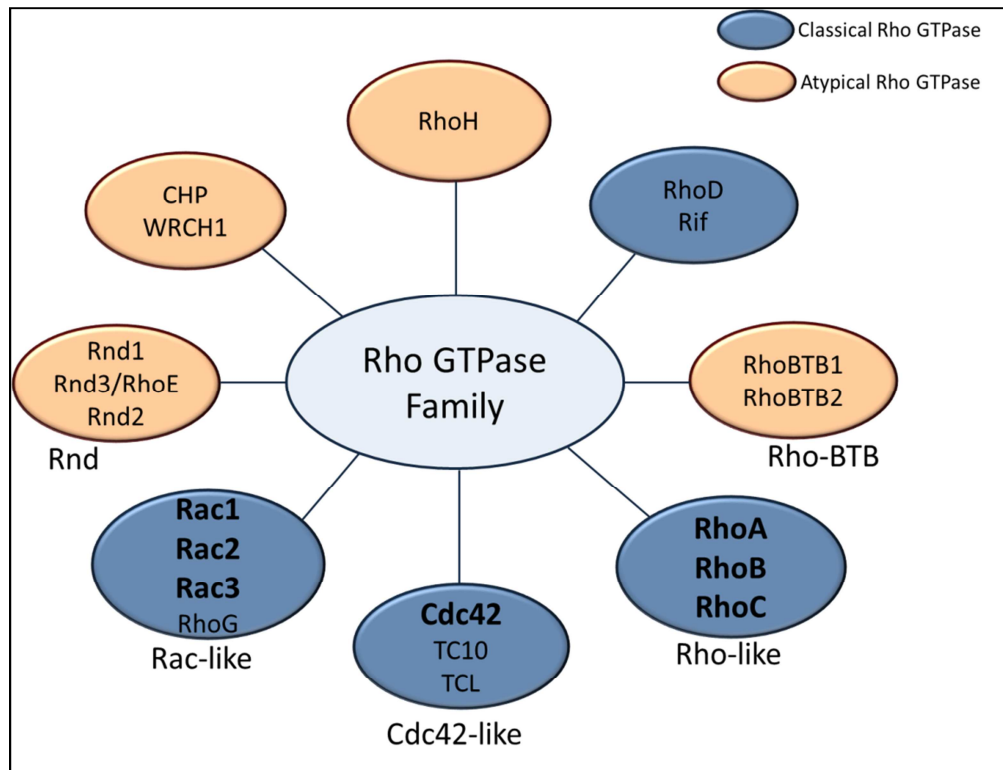 Classical Rho GTPase
Atypical Rho GTPase
RhoH
CHP
WRCH1
RhoD
Rif
Rho GTPase
Family
Rnd1
Rnd3/RhoE
Rnd2
Rnd
RhoBTB1
RhoBTB2
Rho-BTB
Rac1
Rac2
Rac3
RhoG
Rac-like
Cdc42
TC10
TCL
Cdc42-like
RhoA
RhoB
RhoC
Rho-like